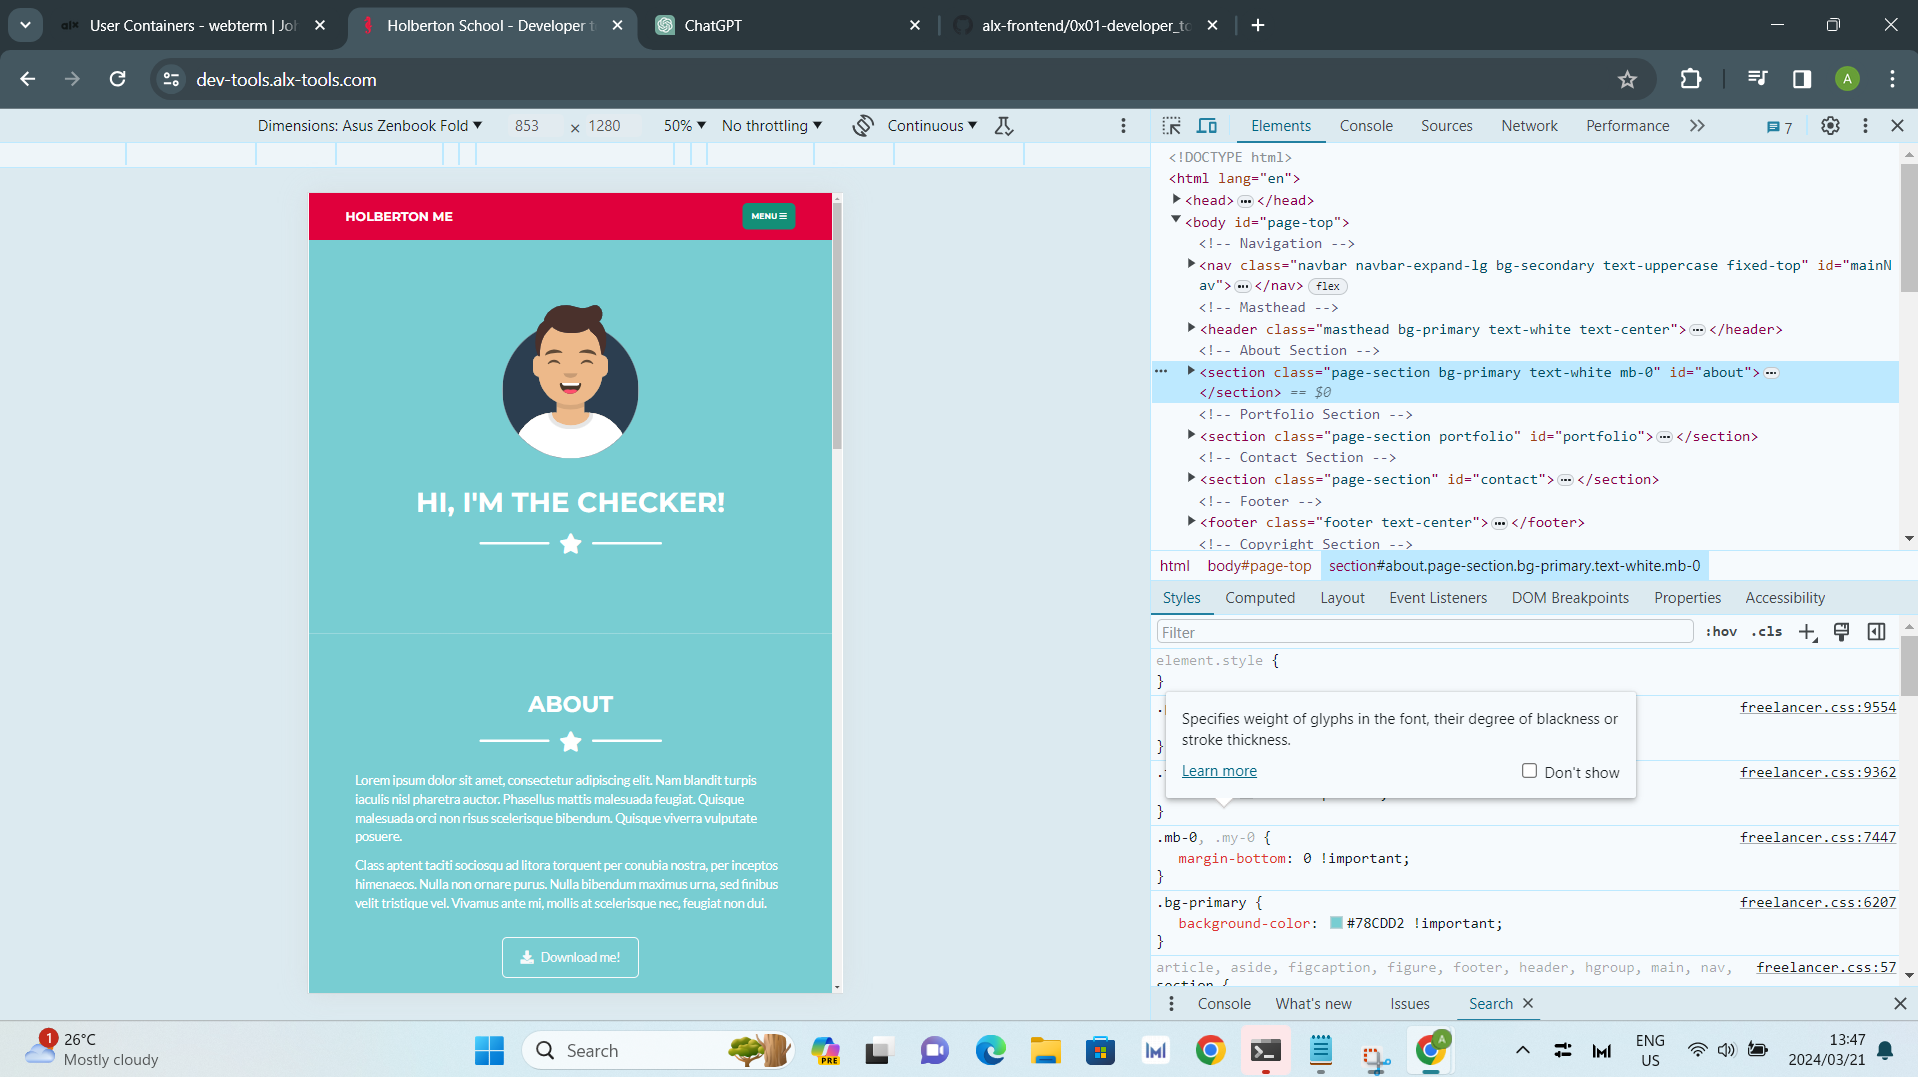 alx User Containers - webterm | Joh
Holberton School - Developer t
ChatGPT
alx-frontend/0x01-developer_to
dev-tools.alx-tools.com
A
Dimensions: Asus Zenbook Fold 853 × 1280 50% No throttling Continuous
Elements Console Sources Network Performance 7
HOLBERTON ME
MENU
HI, I'M THE CHECKER!
ABOUT
Lorem ipsum dolor sit amet, consectetur adipiscing elit. Nam blandit turpis
iaculis nisl pharetra auctor. Phasellus mattis malesuada feugiat. Quisque
malesuada orci non risus scelerisque bibendum. Quisque viverra vulputate
posuere.
Class aptent taciti sociosqu ad litora torquent per conubia nostra, per inceptos
himenaeos. Nulla non ornare purus. Nulla bibendum maximus urna, sed finibus
velit tristique vel. Vivamus ante mi, mollis at scelerisque nec, feugiat non dui.
Download me!
<!DOCTYPE html>
<html lang="en">
<head> ••• </head>
<body id="page-top">
<!-- Navigation -->
<nav class="navbar navbar-expand-lg bg-secondary text-uppercase fixed-top" id="mainN
av"> ••• </nav> flex
<!-- Masthead -->
<header class="masthead bg-primary text-white text-center"> ••• </header>
<!-- About Section -->
<section class="page-section bg-primary text-white mb-0" id="about"> •••
</section> == $0
<!-- Portfolio Section -->
<section class="page-section portfolio" id="portfolio"> ••• </section>
<!-- Contact Section -->
<section class="page-section" id="contact"> ••• </section>
<!-- Footer -->
<footer class="footer text-center"> ••• </footer>
<!-- Copyright Section -->
html body#page-top section#about.page-section.bg-primary.text-white.mb-0
Styles Computed Layout Event Listeners DOM Breakpoints Properties Accessibility
Filter :hov .cls
element.style {
}
freelancer.css:9554
}
Specifies weight of glyphs in the font, their degree of blackness or
stroke thickness.
Learn more Don't show
freelancer.css:9362
}
.mb-0, .my-0 { freelancer.css:7447
margin-bottom: 0 !important;
}
.bg-primary { freelancer.css:6207
background-color: #78CDD2 !important;
}
article, aside, figcaption, figure, footer, header, hgroup, main, nav, freelancer.css:57
section {
Console What's new Issues Search
1
26°C
Mostly cloudy
Search
PRE
A
ENG
US
13:47
2024/03/21